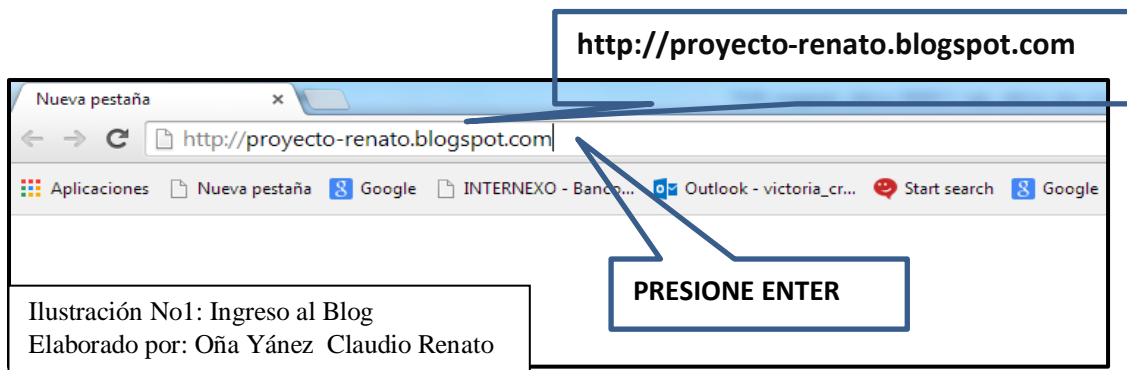 http://proyecto-renato.blogspot.com
Nueva pestaña
http://proyecto-renato.blogspot.com
Aplicaciones Nueva pestaña Google INTERNEXO - Banco... Outlook - victoria_cr... Start search Google
PRESIONE ENTER
Ilustración No1: Ingreso al Blog
Elaborado por: Oña Yánez Claudio Renato